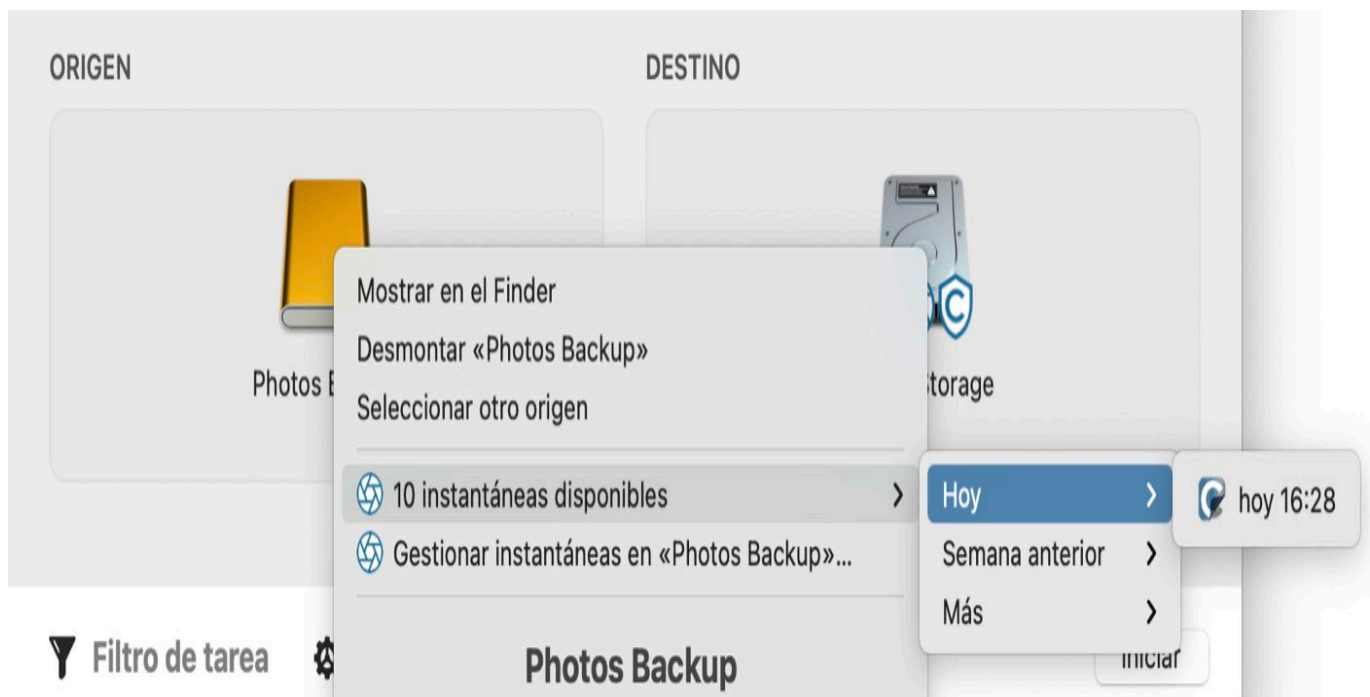 ORIGEN
DESTINO
Photos
torage
Mostrar en el Finder
Desmontar «Photos Backup»
Seleccionar otro origen
10 instantáneas disponibles
Gestionar instantáneas en «Photos Backup»...
Hoy
Semana anterior
Más
hoy 16:28
Filtro de tarea
Photos Backup
Iniciar